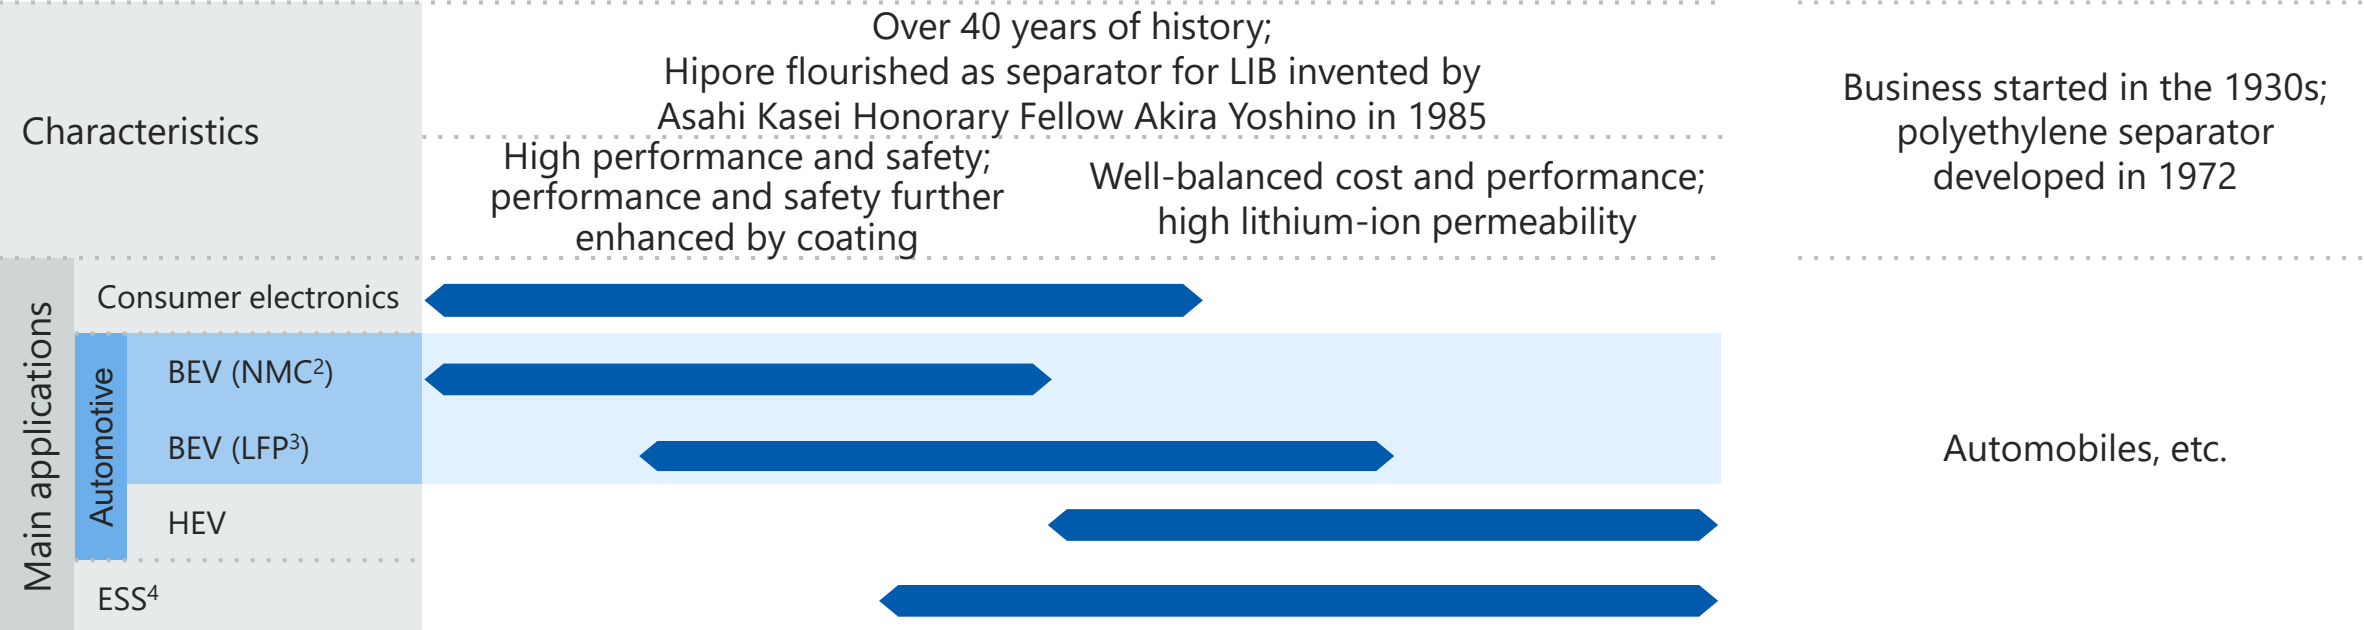 Characteristics
Over 40 years of history;
Hipore flourished as separator for LIB invented by
Asahi Kasei Honorary Fellow Akira Yoshino in 1985
High performance and safety;
performance and safety further
enhanced by coating
Well-balanced cost and performance;
high lithium-ion permeability
Business started in the 1930s;
polyethylene separator
developed in 1972
Main applications
Consumer electronics
Automotive
BEV (NMC²)
BEV (LFP³)
HEV
ESS⁴
Automobiles, etc.